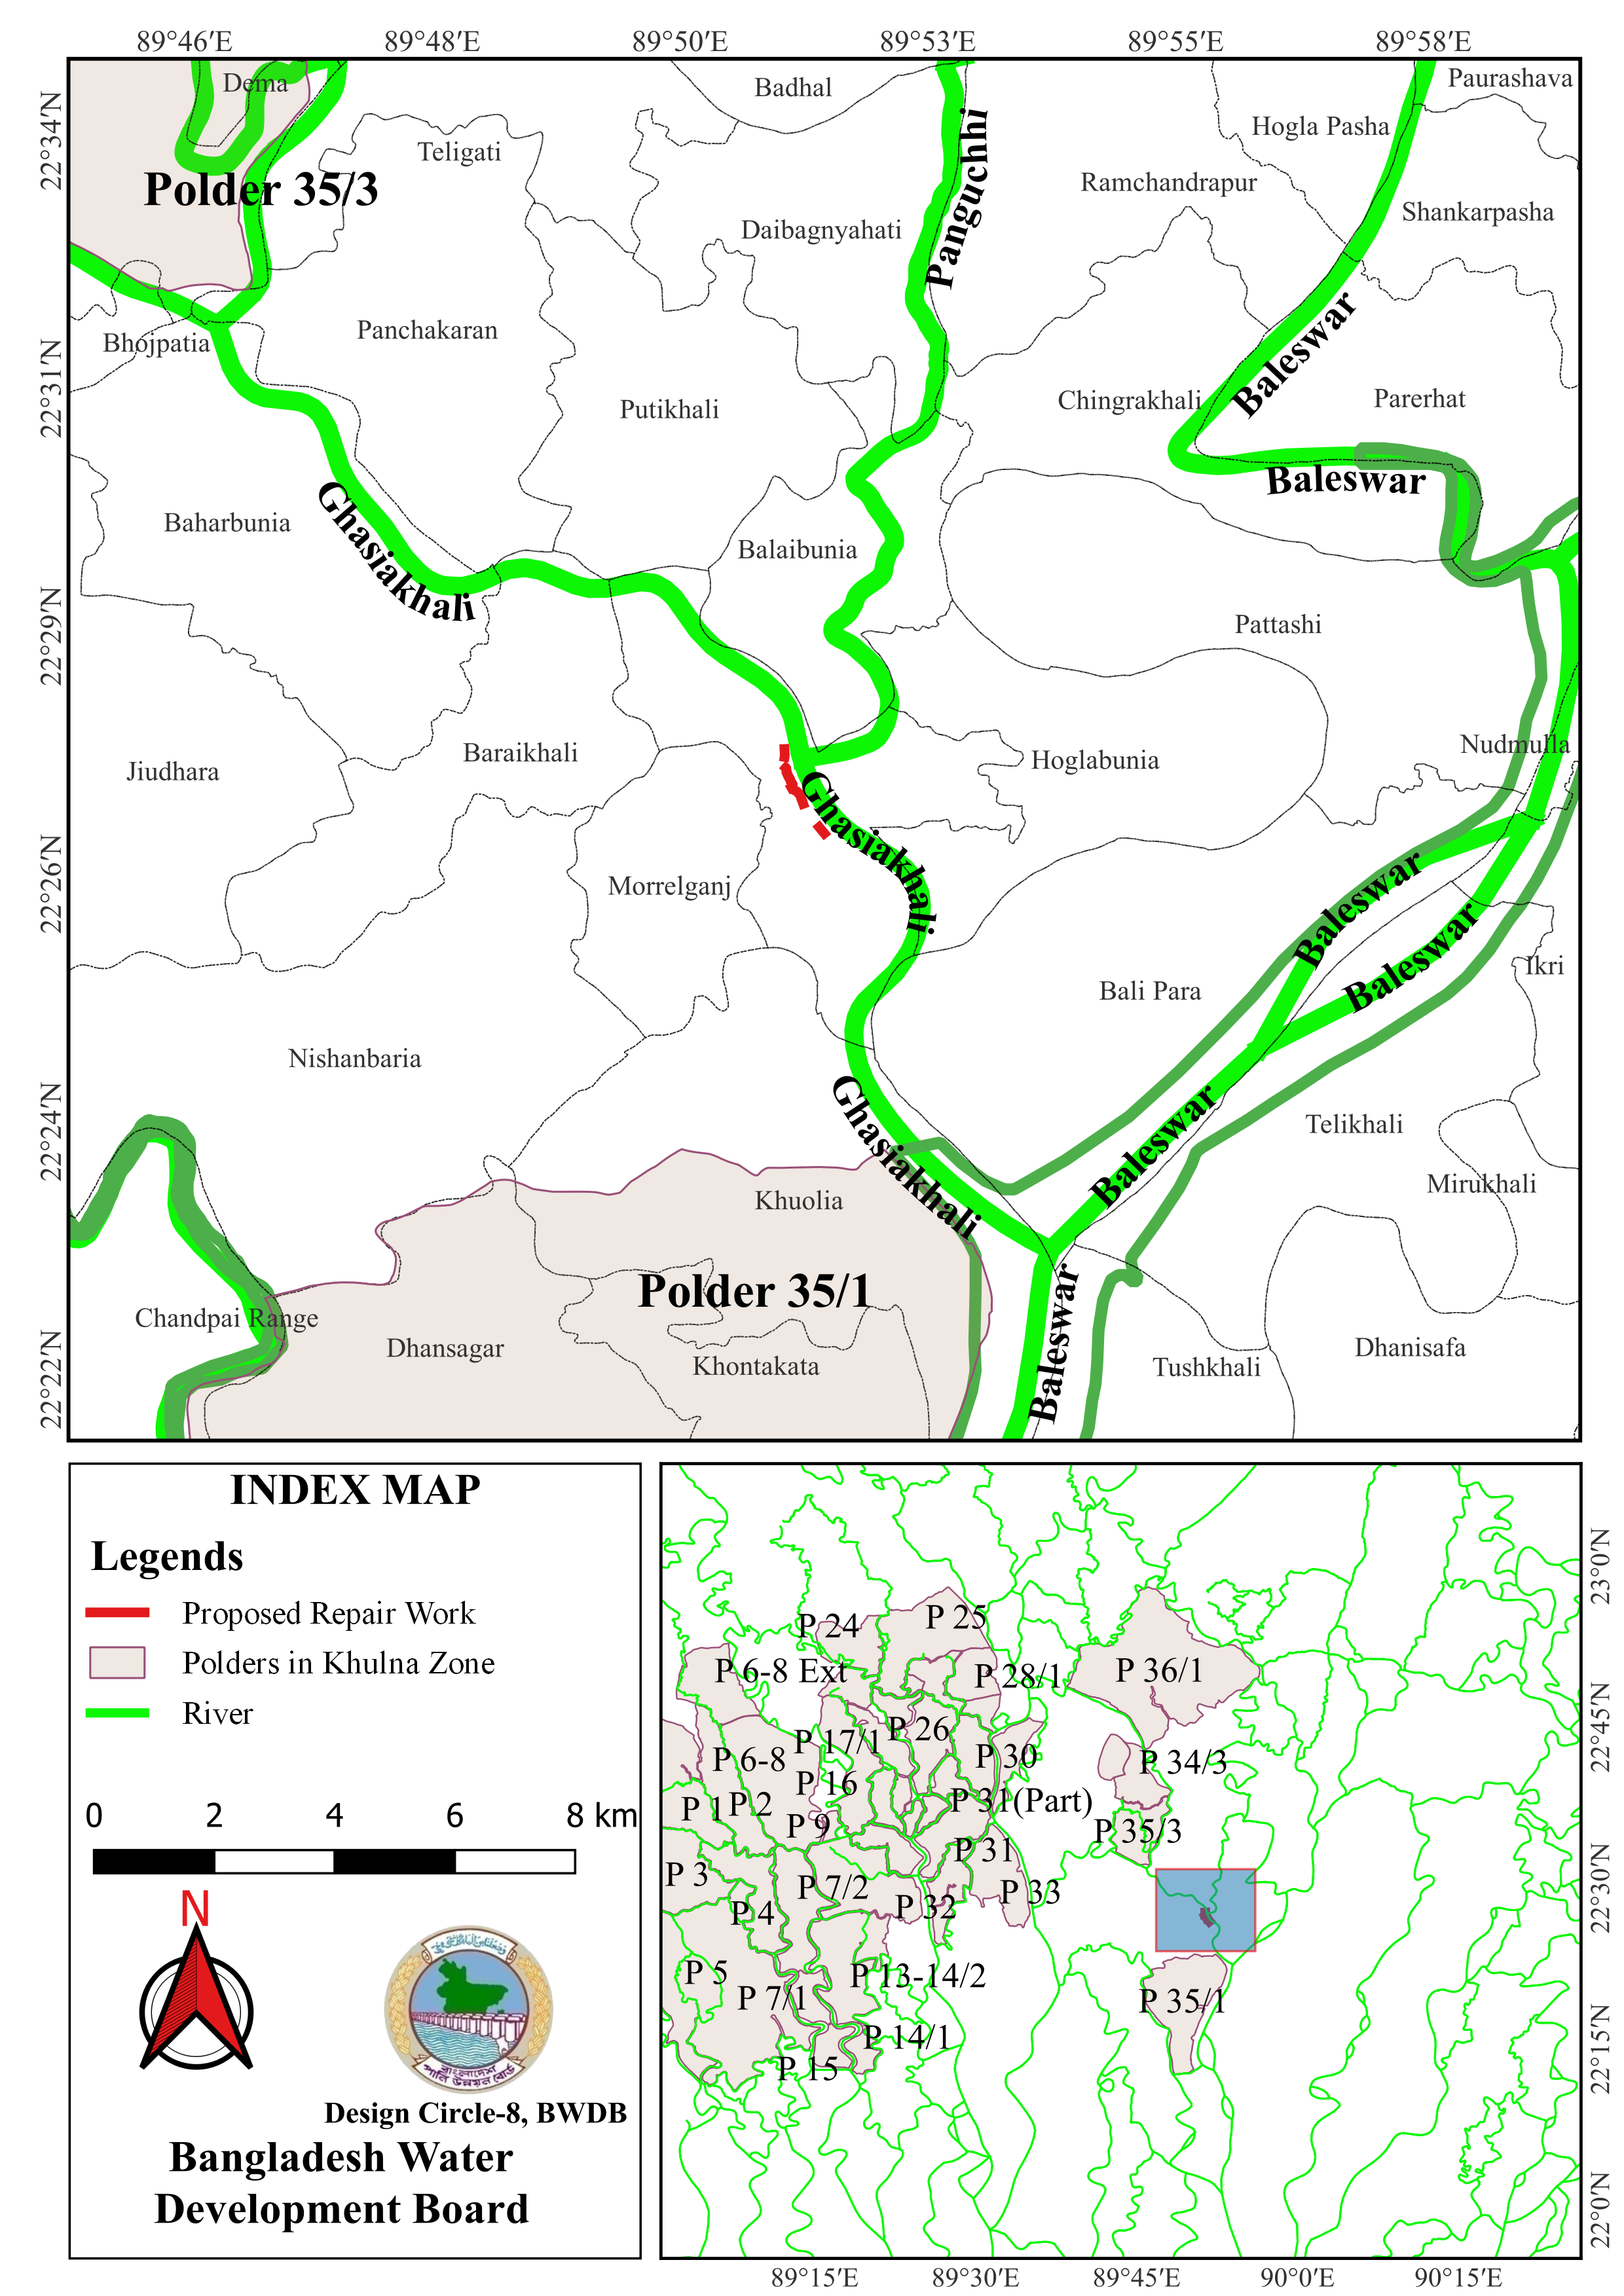 89°46′E 89°48′E 89°50′E 89°53′E 89°55′E 89°58′E
22°34′N
22°31′N
22°29′N
22°26′N
22°24′N
22°22′N
Dema
Badhal
Paurashava
Hogla Pasha
Teligati
Polder 35/3
Panguchhi
Ramchandrapur
Shankarpasha
Daibagnyahati
Bhojpatia
Panchakaran
Baleswar
Putikhali
Chingrakhali
Parerhat
Baleswar
Baharbunia
Ghasiakhali
Balaibunia
Pattashi
Jiudhara
Baraikhali
Hoglabunia
Nudmulla
Ghasiakhali
Morrelganj
Baleswar
Baleswar
Ikri
Bali Para
Nishanbaria
Ghasiakhali
Baleswar
Telikhali
Mirukhali
Khuolia
Polder 35/1
Chandpai Range
Dhansagar
Khontakata
Baleswar
Tushkhali
Dhanisafa
INDEX MAP
Legends
Proposed Repair Work
Polders in Khulna Zone
River
0 2 4 6 8 km
N
বাংলাদেশ
পানি উন্নয়ন বোর্ড
Design Circle-8, BWDB
Bangladesh Water
Development Board
P 24
P 25
P 6-8 Ext
P 28/1
P 36/1
P 17/1
P 26
P 6-8
P 30
P 34/3
P 16
P 1
P 2
P 31(Part)
P 9
P 35/3
P 31
P 3
P 7/2
P 33
P 4
P 32
P 5
P 13-14/2
P 7/1
P 35/1
P 14/1
P 15
23°0′N
22°45′N
22°30′N
22°15′N
22°0′N
89°15′E 89°30′E 89°45′E 90°0′E 90°15′E